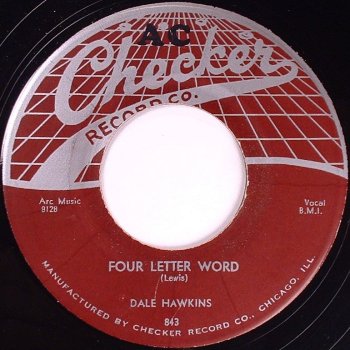 AC
Checker
RECORD CO.
Arc Music
8128
Vocal
B.M.I.
FOUR LETTER WORD
(Lewis)
DALE HAWKINS
843
MANUFACTURED BY CHECKER RECORD CO., CHICAGO, ILL.